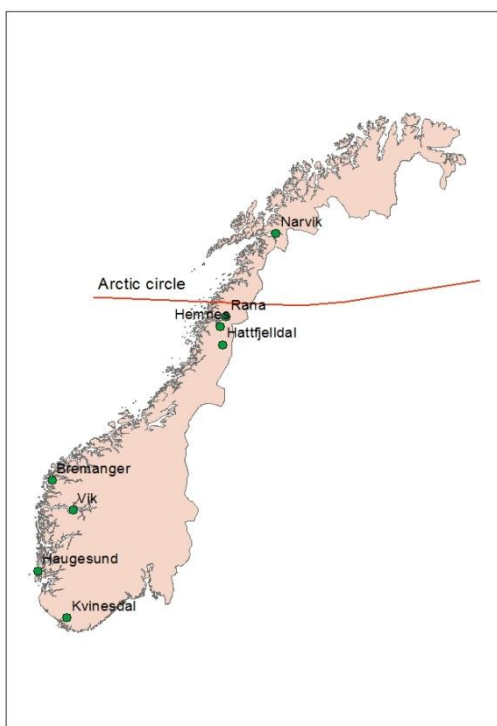 Narvik
Arctic circle
Rana
Hemnes
Hattfjelldal
Bremanger
Vik
Haugesund
Kvinesdal